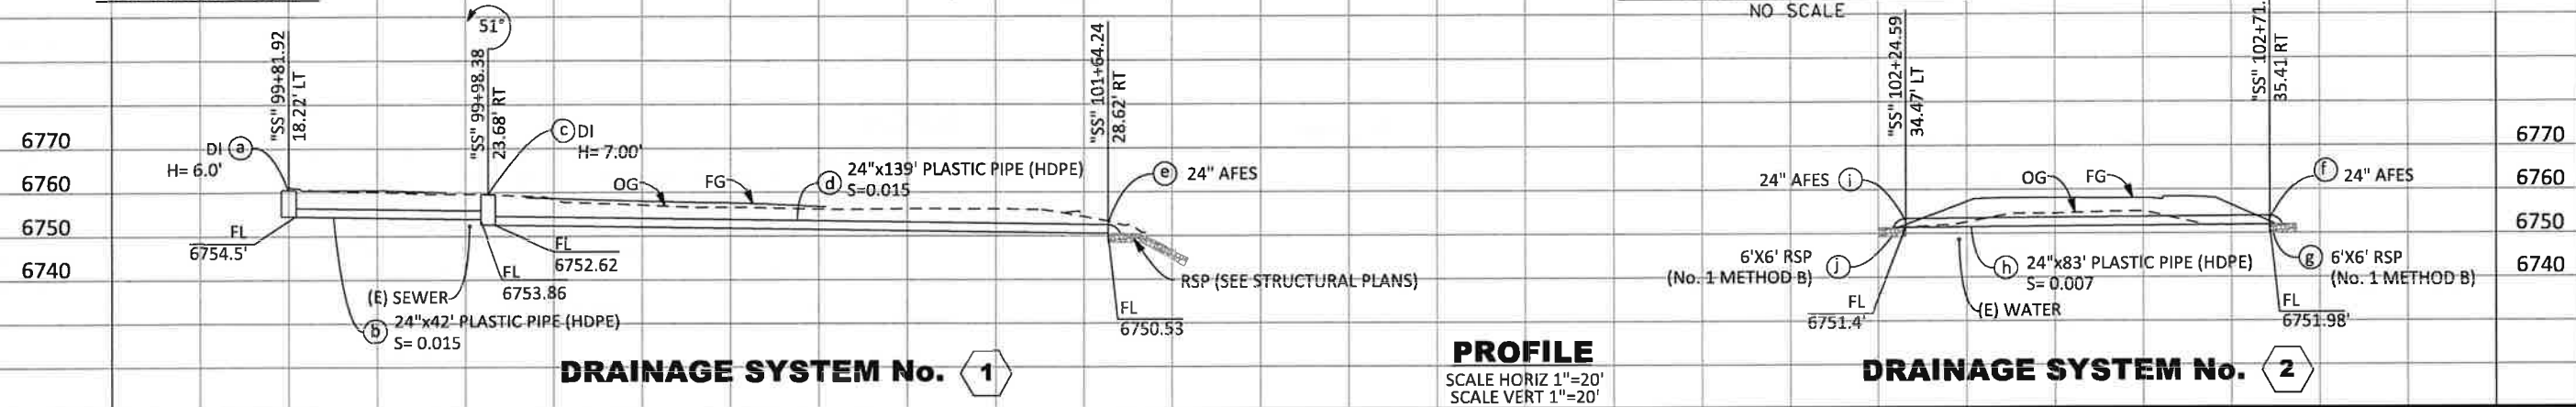 NO SCALE
51°
"SS" 99+81.92
18.22' LT
"SS" 99+98.38
23.68' RT
"SS" 101+64.24
28.62' RT
"SS" 102+24.59
34.47' LT
"SS" 102+71.
35.41 RT
6770
6760
6750
6740
DI a
H= 6.0'
c DI
H= 7.00'
OG
FG
d 24"x139' PLASTIC PIPE (HDPE)
S=0.015
e 24" AFES
FL
6754.5'
FL
6752.62
FL
6753.86
(E) SEWER
b 24"x42' PLASTIC PIPE (HDPE)
S= 0.015
RSP (SEE STRUCTURAL PLANS)
FL
6750.53
DRAINAGE SYSTEM No. 1
PROFILE
SCALE HORIZ 1"=20'
SCALE VERT 1"=20'
24" AFES i
OG
FG
f 24" AFES
6'X6' RSP
(No. 1 METHOD B) j
h 24"x83' PLASTIC PIPE (HDPE)
S= 0.007
g 6'X6' RSP
(No. 1 METHOD B)
FL
6751.4'
(E) WATER
FL
6751.98'
DRAINAGE SYSTEM No. 2
6770
6760
6750
6740